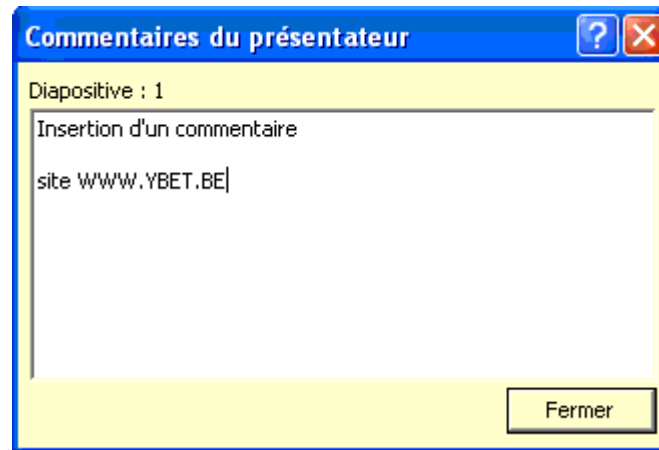 Commentaires du présentateur
Diapositive : 1
Insertion d'un commentaire
site WWW.YBET.BE
Fermer